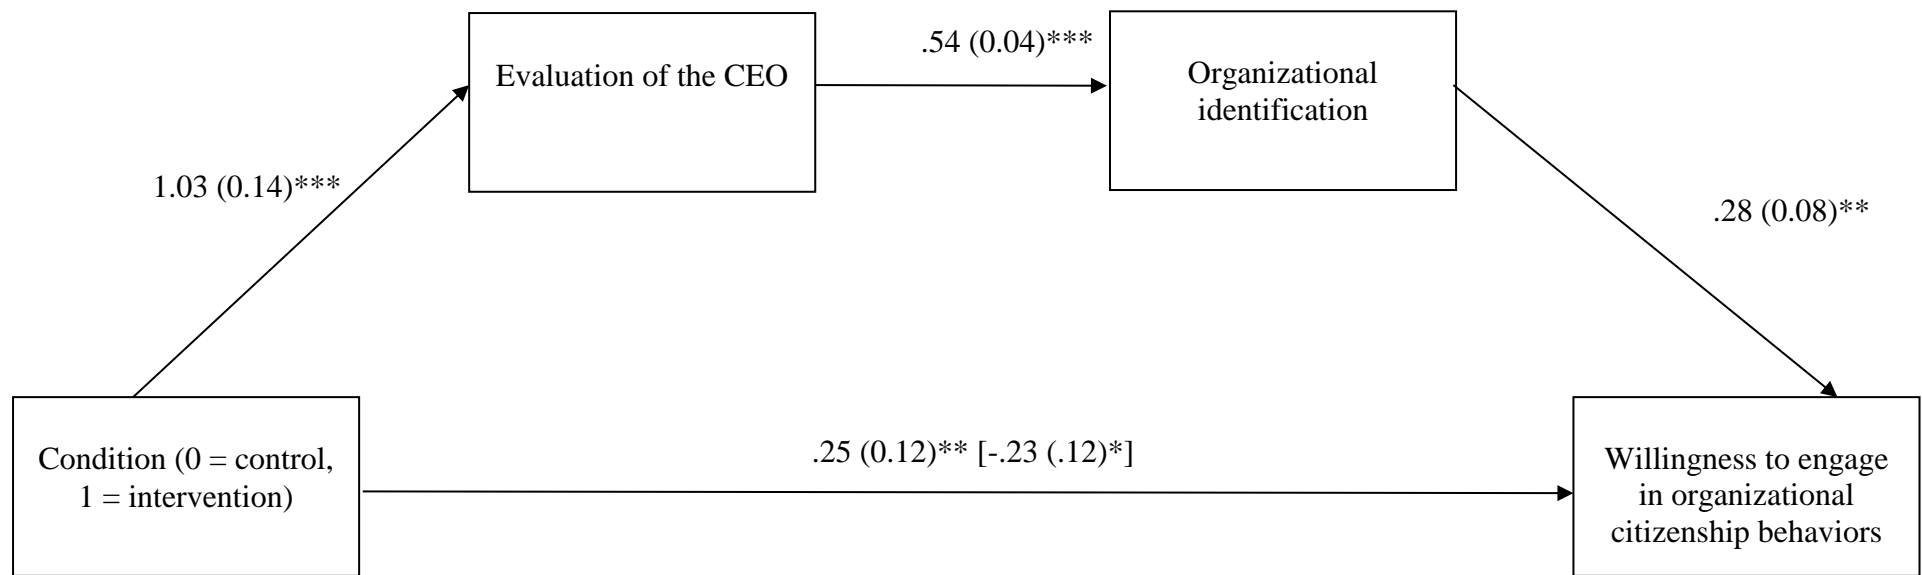 Evaluation of the CEO
.54 (0.04)***
Organizational
identification
1.03 (0.14)***
.28 (0.08)**
Condition (0 = control,
1 = intervention)
.25 (0.12)** [-.23 (.12)*]
Willingness to engage
in organizational
citizenship behaviors